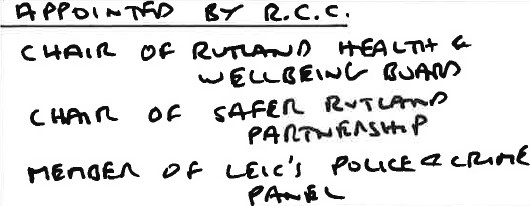 APPOINTED BY R.C.C.
CHAIR OF RUTLAND HEALTH &
WELLBEING BOARD
CHAIR OF SAFER RUTLAND
PARTNERSHIP
MEMBER OF LEIC'S POLICE & CRIME
PANEL